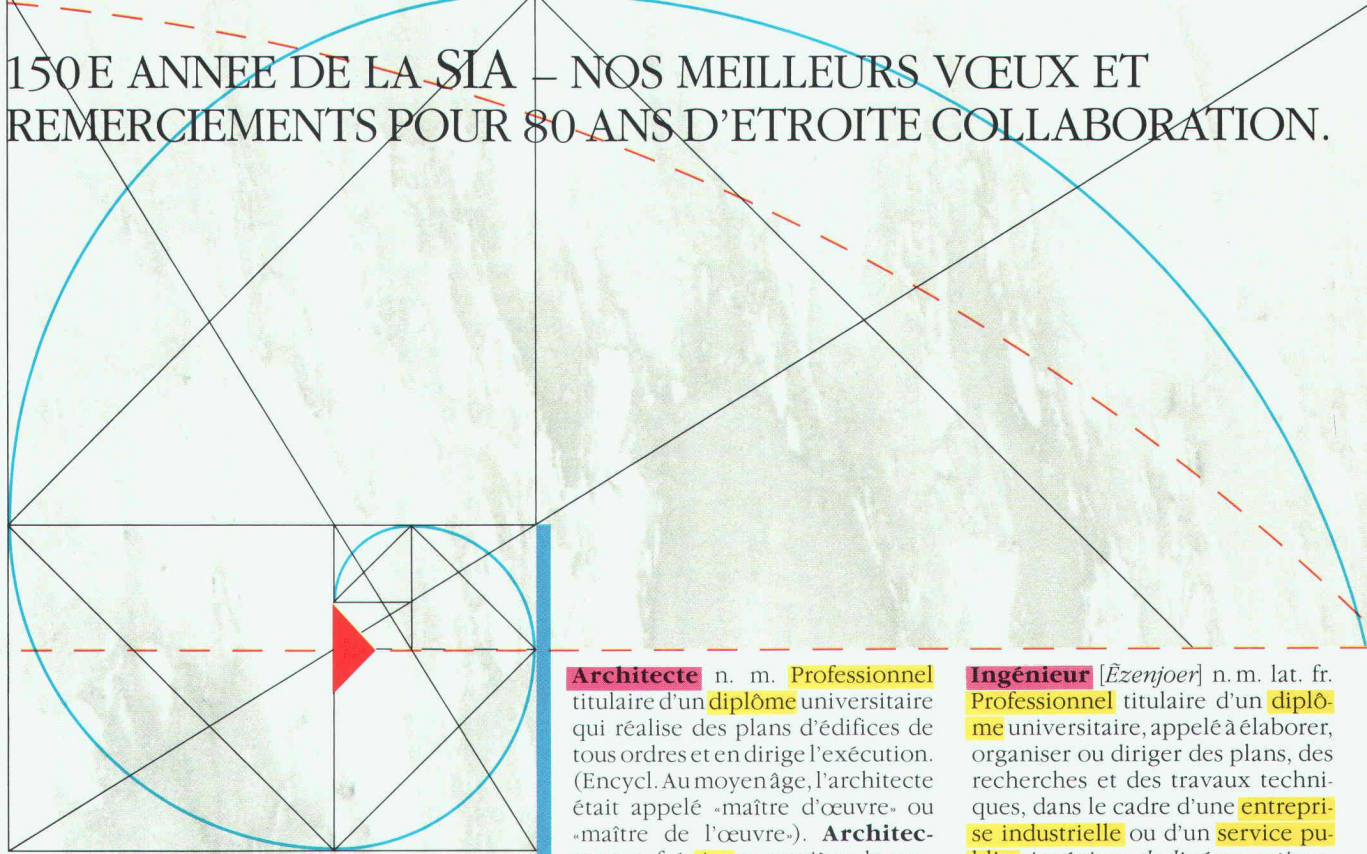 150 E ANNEE DE LA SIA – NOS MEILLEURS VŒUX ET
REMERCIEMENTS POUR 80 ANS D'ETROITE COLLABORATION.
Architecte n. m. Professionnel
titulaire d'un diplôme universitaire
qui réalise des plans d'édifices de
tous ordres et en dirige l'exécution.
(Encycl. Au moyen âge, l'architecte
était appelé «maître d'œuvre» ou
«maître de l'œuvre»). Architec-
Ingénieur [Ẽzenjoer] n. m. lat. fr.
Professionnel titulaire d'un diplô-
me universitaire, appelé à élaborer,
organiser ou diriger des plans, des
recherches et des travaux techni-
ques, dans le cadre d'une entrepri-
se industrielle ou d'un service pu-